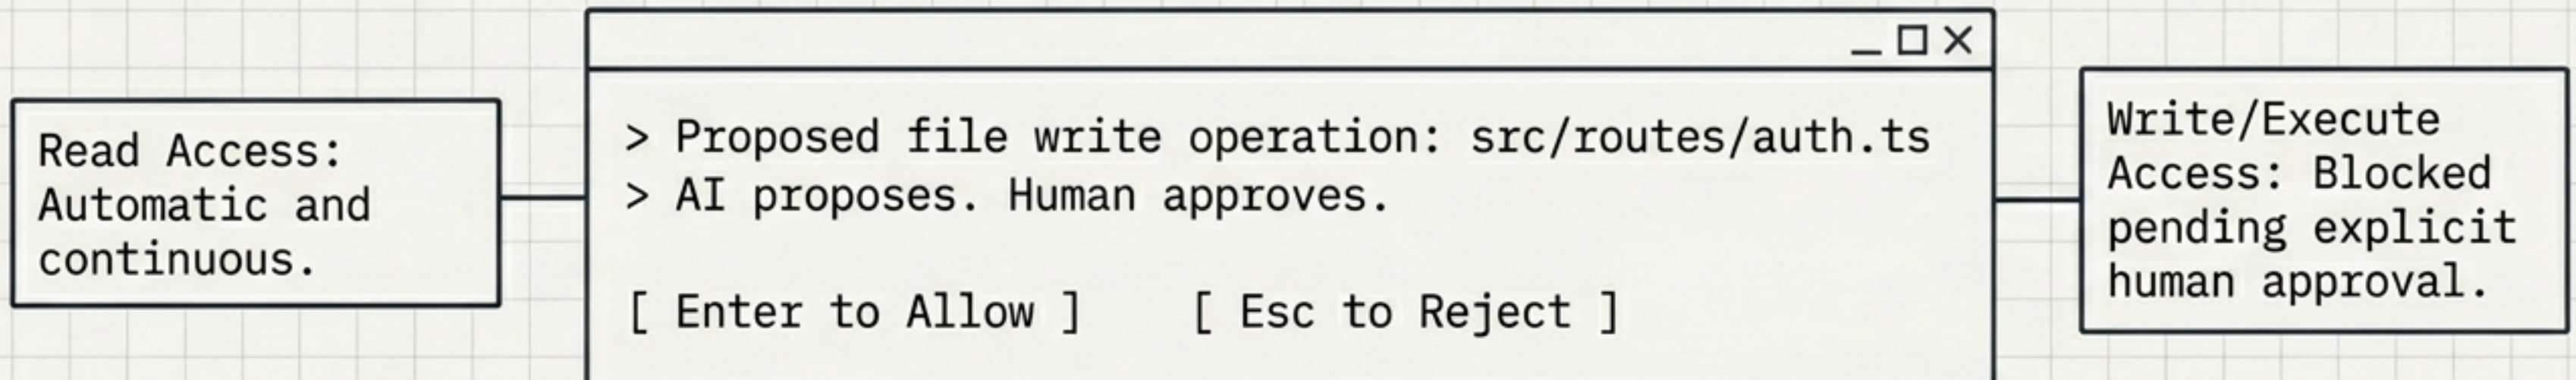 Read Access:
Automatic and
continuous.
> Proposed file write operation: src/routes/auth.ts
> AI proposes. Human approves.
[ Enter to Allow ] [ Esc to Reject ]
Write/Execute
Access: Blocked
pending explicit
human approval.